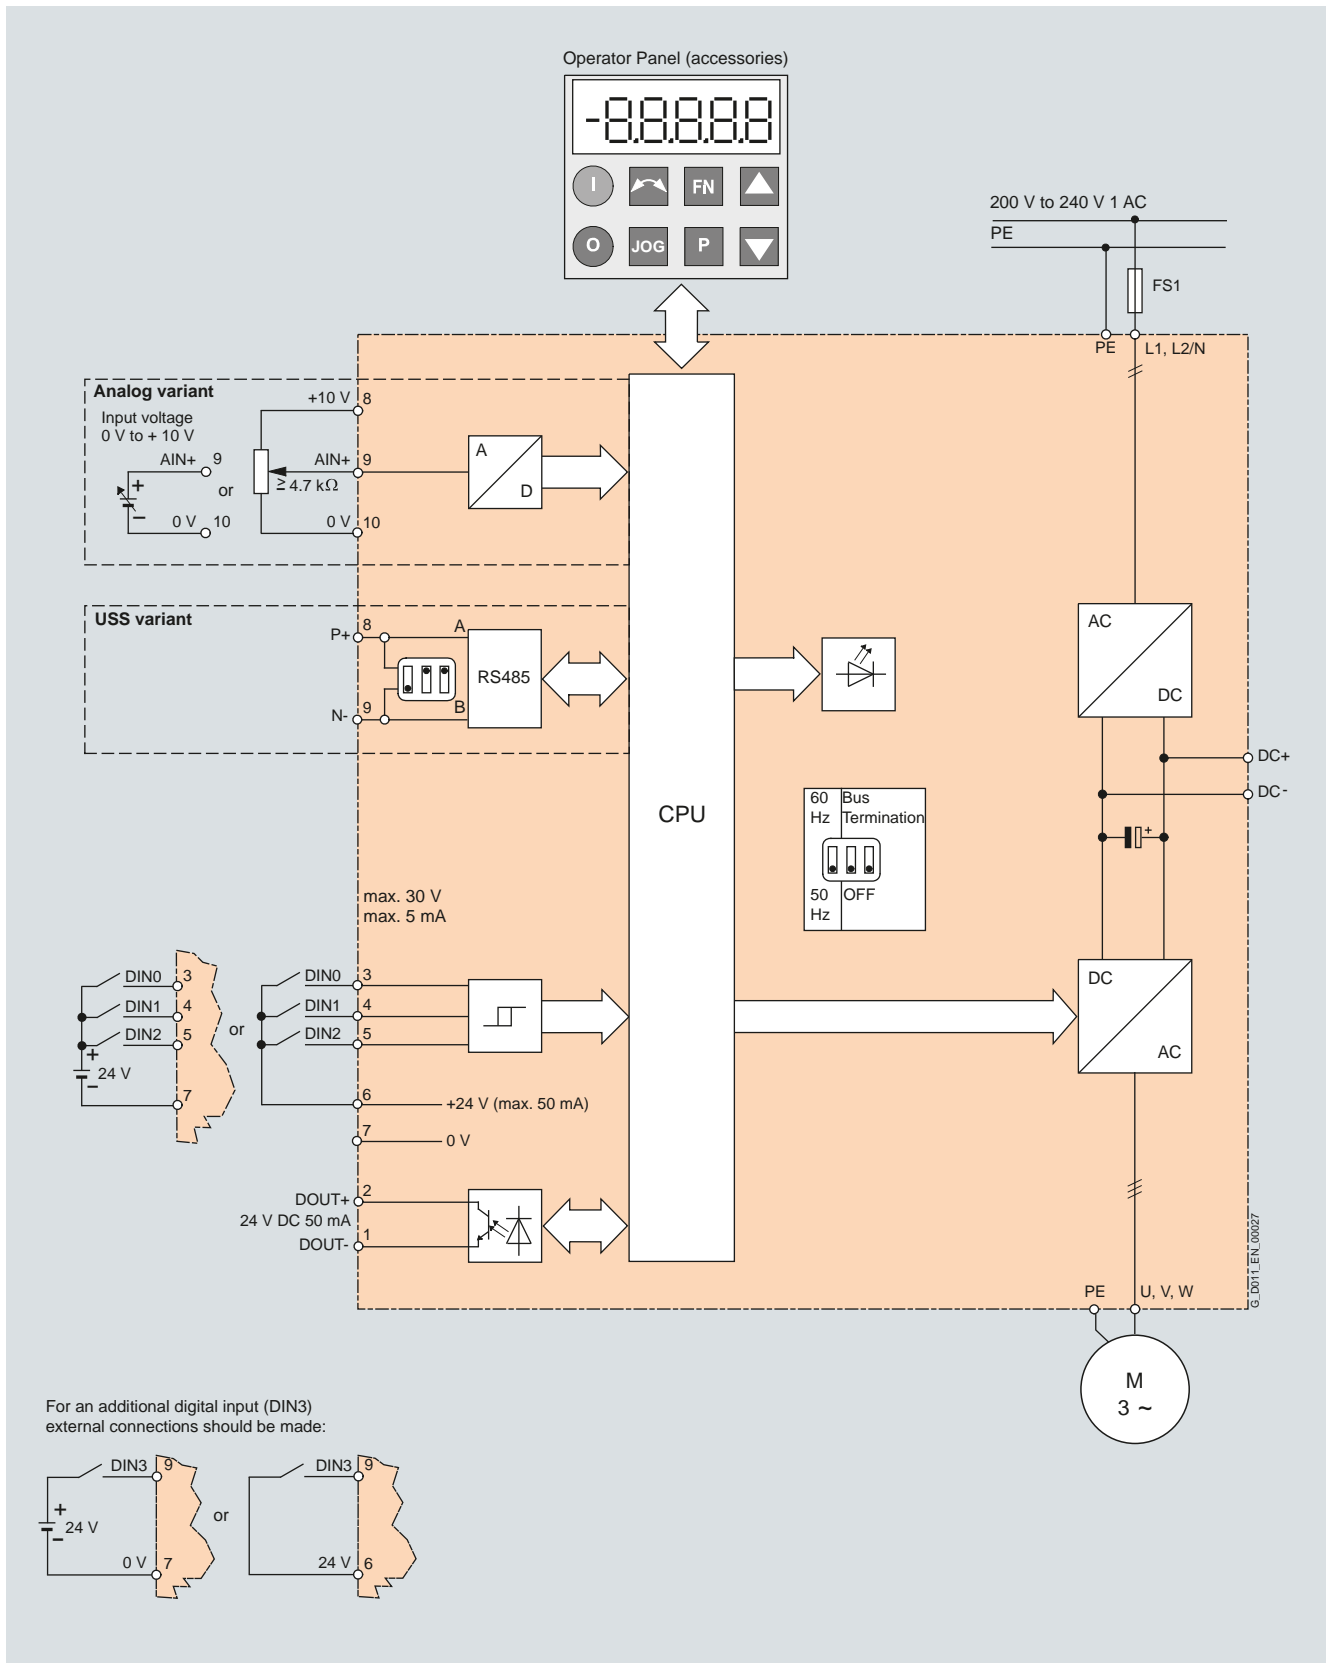 Operator Panel (accessories)
-8.8.8.8.8
I
FN
O
JOG
P
200 V to 240 V 1 AC
PE
FS1
PE
L1, L2/N
Analog variant
Input voltage
0 V to + 10 V
AIN+ 9
or
0 V 10
+10 V 8
AIN+ 9
≥ 4.7 kΩ
0 V 10
A
D
USS variant
P+ 8
A
RS485
N- 9
B
CPU
AC
DC
DC+
DC-
+
60 Hz
Bus Termination
50 Hz
OFF
max. 30 V
max. 5 mA
DIN0 3
DIN1 4
DIN2 5
+
24 V
−
7
or
DIN0 3
DIN1 4
DIN2 5
6 +24 V (max. 50 mA)
7 0 V
DC
AC
DOUT+ 2
24 V DC 50 mA
DOUT- 1
PE
U, V, W
G_D011_EN_00027
M
3 ~
For an additional digital input (DIN3)
external connections should be made:
DIN3 9
+
24 V
−
0 V 7
or
DIN3 9
24 V 6